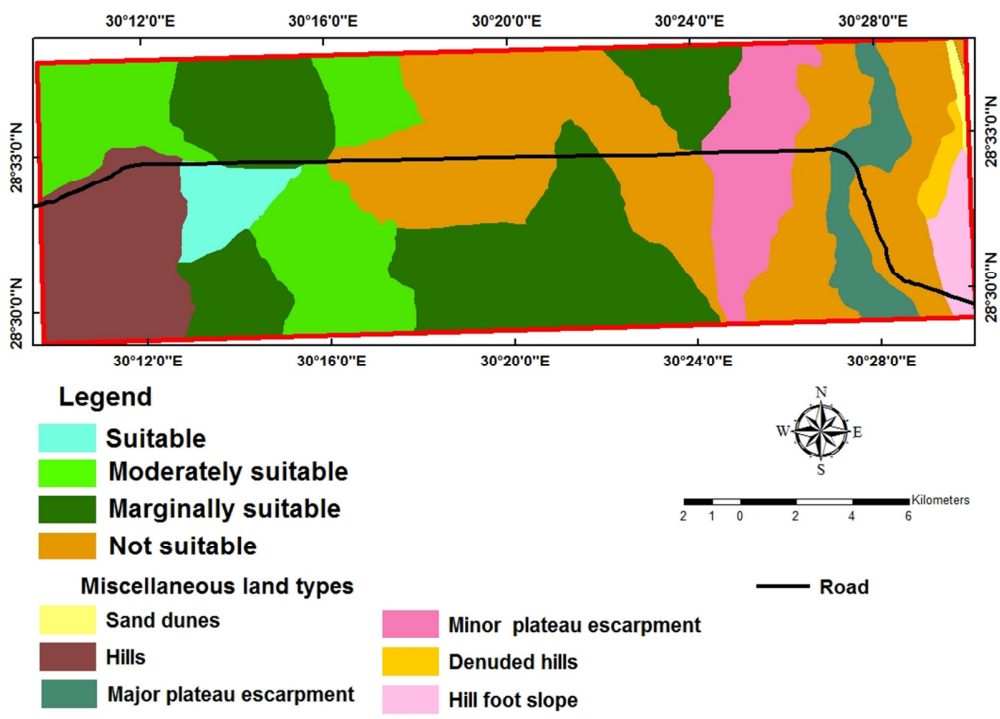 30°12'0"E 30°16'0"E 30°20'0"E 30°24'0"E 30°28'0"E
28°33'0"N 28°33'0"N
28°30'0"N 28°30'0"N
30°12'0"E 30°16'0"E 30°20'0"E 30°24'0"E 30°28'0"E
Legend
Suitable
Moderately suitable
Marginally suitable
Not suitable
N
W E
S
Kilometers
2 1 0 2 4 6
Miscellaneous land types
Road
Sand dunes
Hills
Major plateau escarpment
Minor plateau escarpment
Denuded hills
Hill foot slope